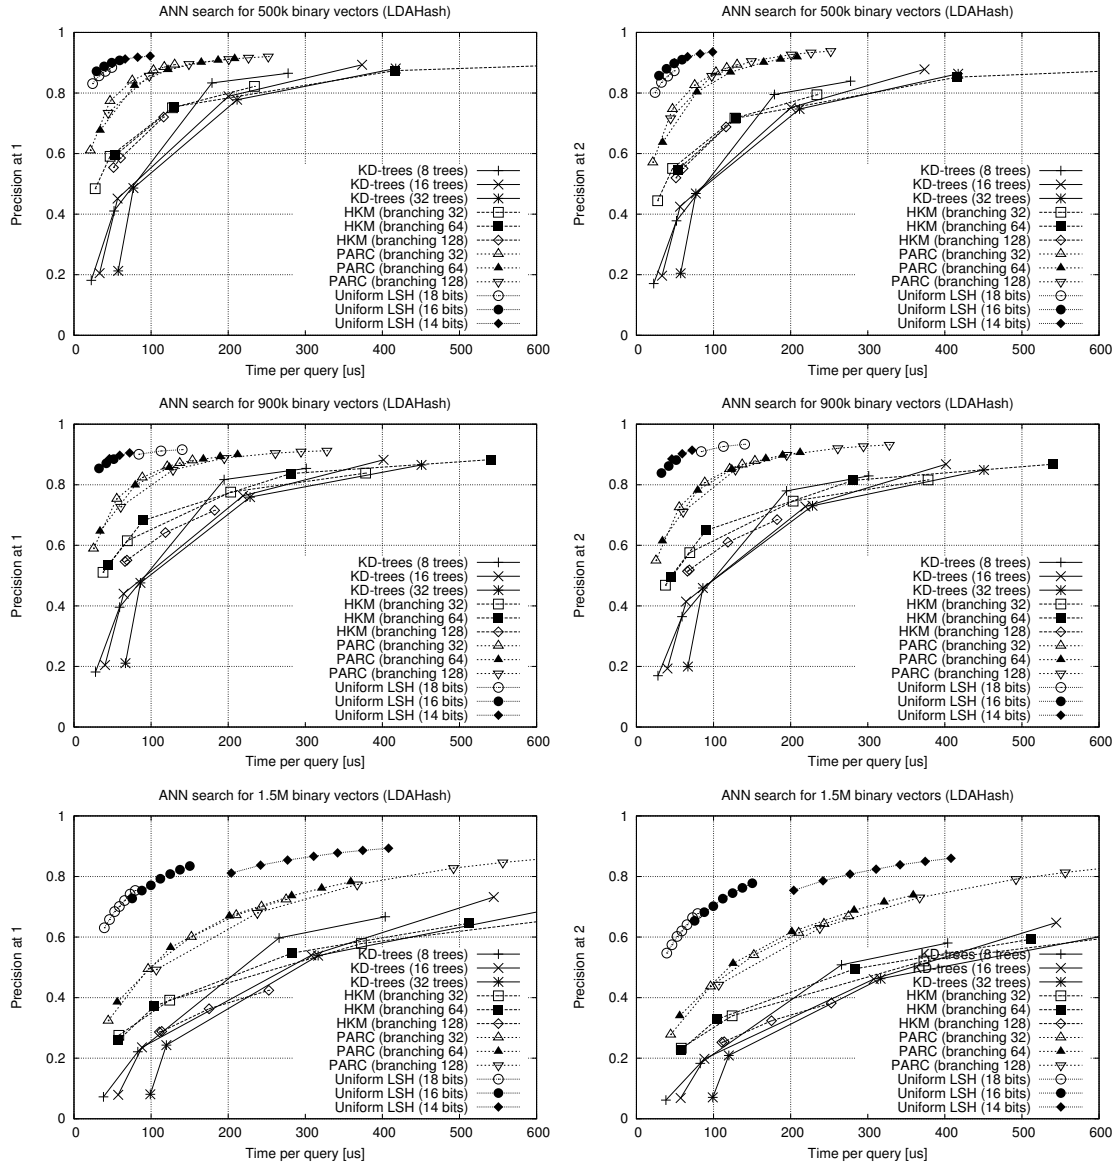 ANN search for 500k binary vectors (LDAHash)
Precision at 1
1
0.8
0.6
0.4
0.2
0
KD-trees (8 trees)
KD-trees (16 trees)
KD-trees (32 trees)
HKM (branching 32)
HKM (branching 64)
HKM (branching 128)
PARC (branching 32)
PARC (branching 64)
PARC (branching 128)
Uniform LSH (18 bits)
Uniform LSH (16 bits)
Uniform LSH (14 bits)
0 100 200 300 400 500 600
Time per query [us]
ANN search for 500k binary vectors (LDAHash)
Precision at 2
1
0.8
0.6
0.4
0.2
0
KD-trees (8 trees)
KD-trees (16 trees)
KD-trees (32 trees)
HKM (branching 32)
HKM (branching 64)
HKM (branching 128)
PARC (branching 32)
PARC (branching 64)
PARC (branching 128)
Uniform LSH (18 bits)
Uniform LSH (16 bits)
Uniform LSH (14 bits)
0 100 200 300 400 500 600
Time per query [us]
ANN search for 900k binary vectors (LDAHash)
Precision at 1
1
0.8
0.6
0.4
0.2
0
KD-trees (8 trees)
KD-trees (16 trees)
KD-trees (32 trees)
HKM (branching 32)
HKM (branching 64)
HKM (branching 128)
PARC (branching 32)
PARC (branching 64)
PARC (branching 128)
Uniform LSH (18 bits)
Uniform LSH (16 bits)
Uniform LSH (14 bits)
0 100 200 300 400 500 600
Time per query [us]
ANN search for 900k binary vectors (LDAHash)
Precision at 2
1
0.8
0.6
0.4
0.2
0
KD-trees (8 trees)
KD-trees (16 trees)
KD-trees (32 trees)
HKM (branching 32)
HKM (branching 64)
HKM (branching 128)
PARC (branching 32)
PARC (branching 64)
PARC (branching 128)
Uniform LSH (18 bits)
Uniform LSH (16 bits)
Uniform LSH (14 bits)
0 100 200 300 400 500 600
Time per query [us]
ANN search for 1.5M binary vectors (LDAHash)
Precision at 1
1
0.8
0.6
0.4
0.2
0
KD-trees (8 trees)
KD-trees (16 trees)
KD-trees (32 trees)
HKM (branching 32)
HKM (branching 64)
HKM (branching 128)
PARC (branching 32)
PARC (branching 64)
PARC (branching 128)
Uniform LSH (18 bits)
Uniform LSH (16 bits)
Uniform LSH (14 bits)
0 100 200 300 400 500 600
Time per query [us]
ANN search for 1.5M binary vectors (LDAHash)
Precision at 2
1
0.8
0.6
0.4
0.2
0
KD-trees (8 trees)
KD-trees (16 trees)
KD-trees (32 trees)
HKM (branching 32)
HKM (branching 64)
HKM (branching 128)
PARC (branching 32)
PARC (branching 64)
PARC (branching 128)
Uniform LSH (18 bits)
Uniform LSH (16 bits)
Uniform LSH (14 bits)
0 100 200 300 400 500 600
Time per query [us]